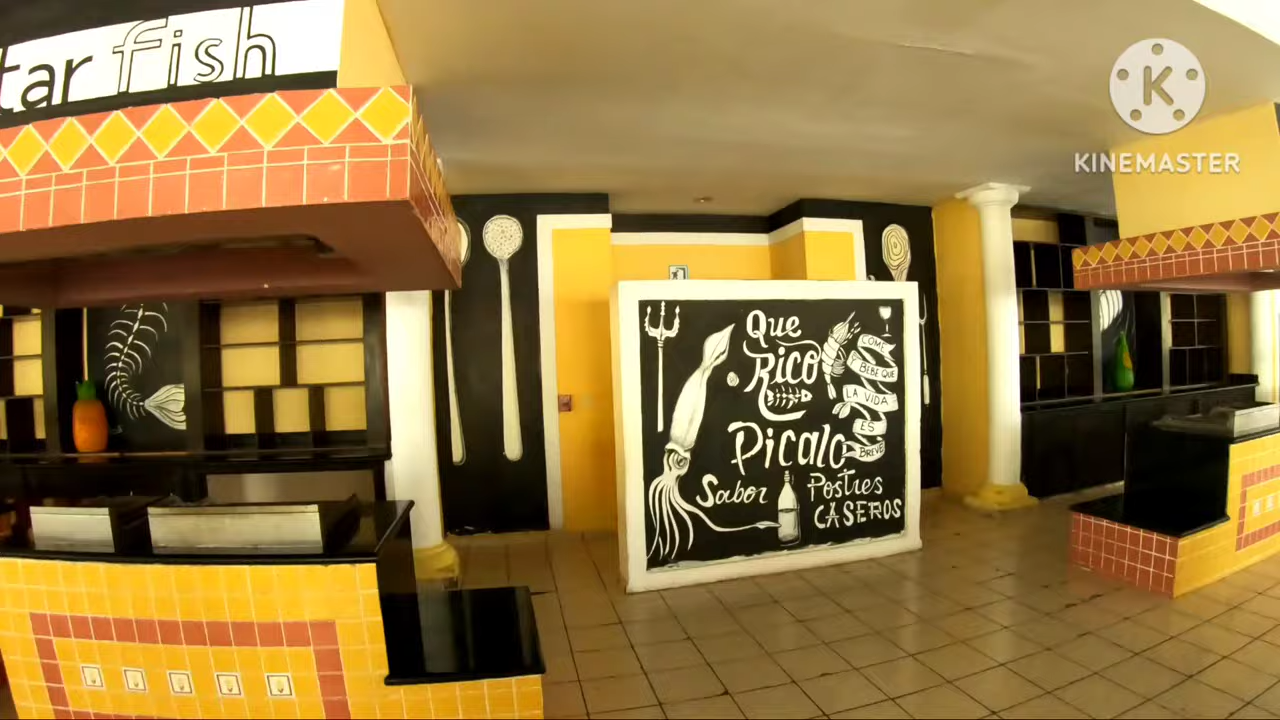 tar fish
K
KINEMASTER
Que
Rico
Picalo
Sabor
Postres
CASEROS
COME
BEBE QUE
LA VIDA
ES
BREVE